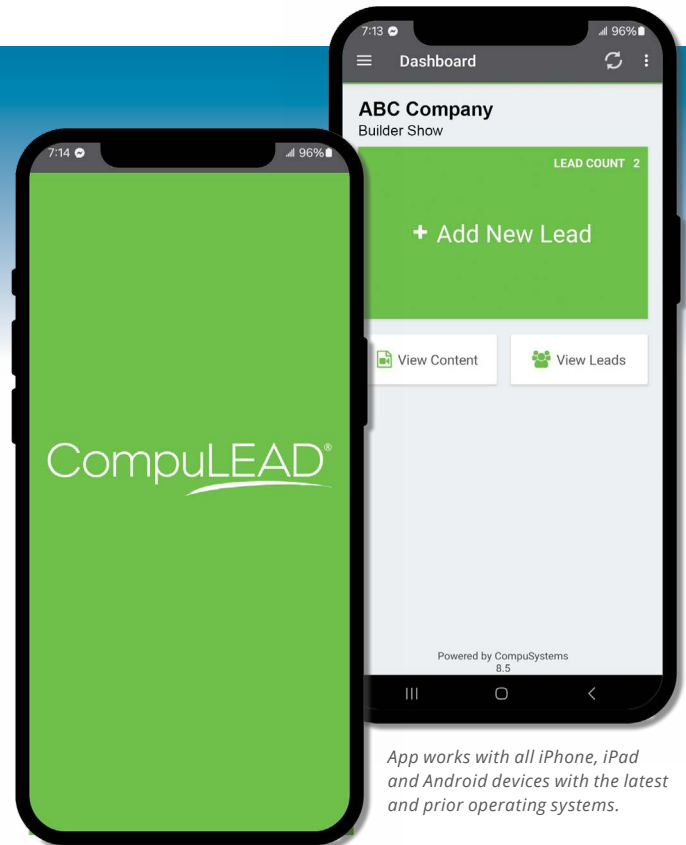 7:13 96%
Dashboard
ABC Company
Builder Show
LEAD COUNT 2
+ Add New Lead
View Content View Leads
Powered by CompuSystems
8.5
7:14 96%
CompuLEAD®
App works with all iPhone, iPad
and Android devices with the latest
and prior operating systems.